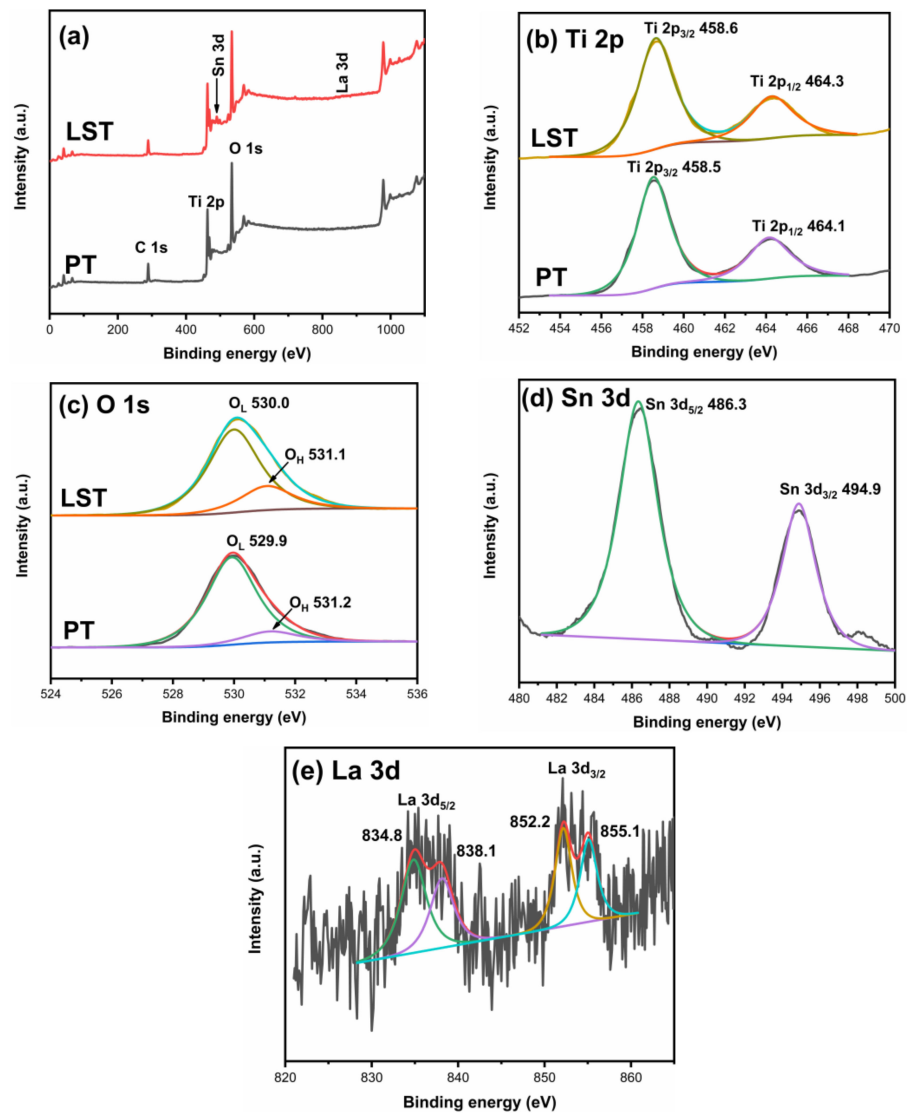 (a)
Sn 3d
La 3d
LST
O 1s
Ti 2p
C 1s
PT
Intensity (a.u.)
0 200 400 600 800 1000
Binding energy (eV)
(b) Ti 2p
Ti 2p3/2 458.6
Ti 2p1/2 464.3
LST
Ti 2p3/2 458.5
Ti 2p1/2 464.1
PT
Intensity (a.u.)
452 454 456 458 460 462 464 466 468 470
Binding energy (eV)
(c) O 1s
OL 530.0
OH 531.1
LST
OL 529.9
OH 531.2
PT
Intensity (a.u.)
524 526 528 530 532 534 536
Binding energy (eV)
(d) Sn 3d
Sn 3d5/2 486.3
Sn 3d3/2 494.9
Intensity (a.u.)
480 482 484 486 488 490 492 494 496 498 500
Binding energy (eV)
(e) La 3d
La 3d5/2
La 3d3/2
834.8
838.1
852.2
855.1
Intensity (a.u.)
820 830 840 850 860
Binding energy (eV)